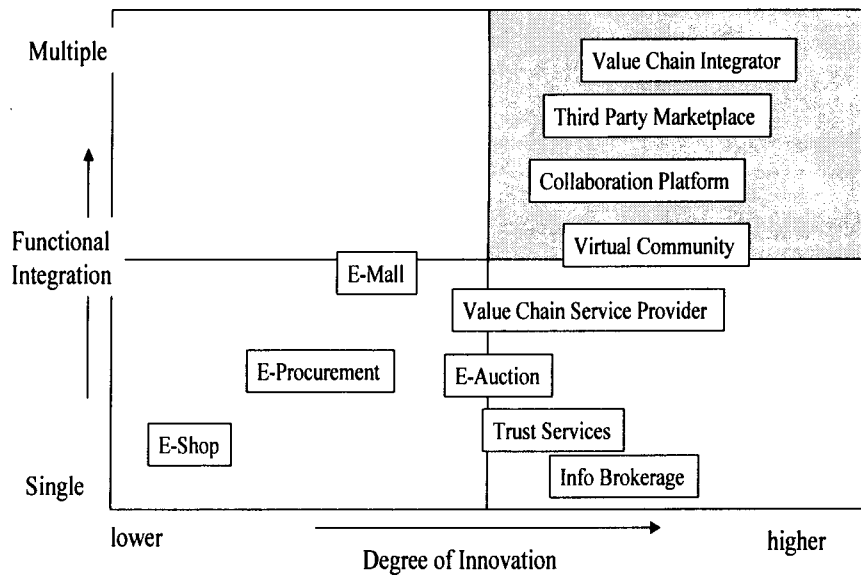 Multiple
Value Chain Integrator
Third Party Marketplace
Collaboration Platform
Functional
Integration
Virtual Community
E-Mall
Value Chain Service Provider
E-Procurement
E-Auction
E-Shop
Trust Services
Single
Info Brokerage
lower
Degree of Innovation
higher